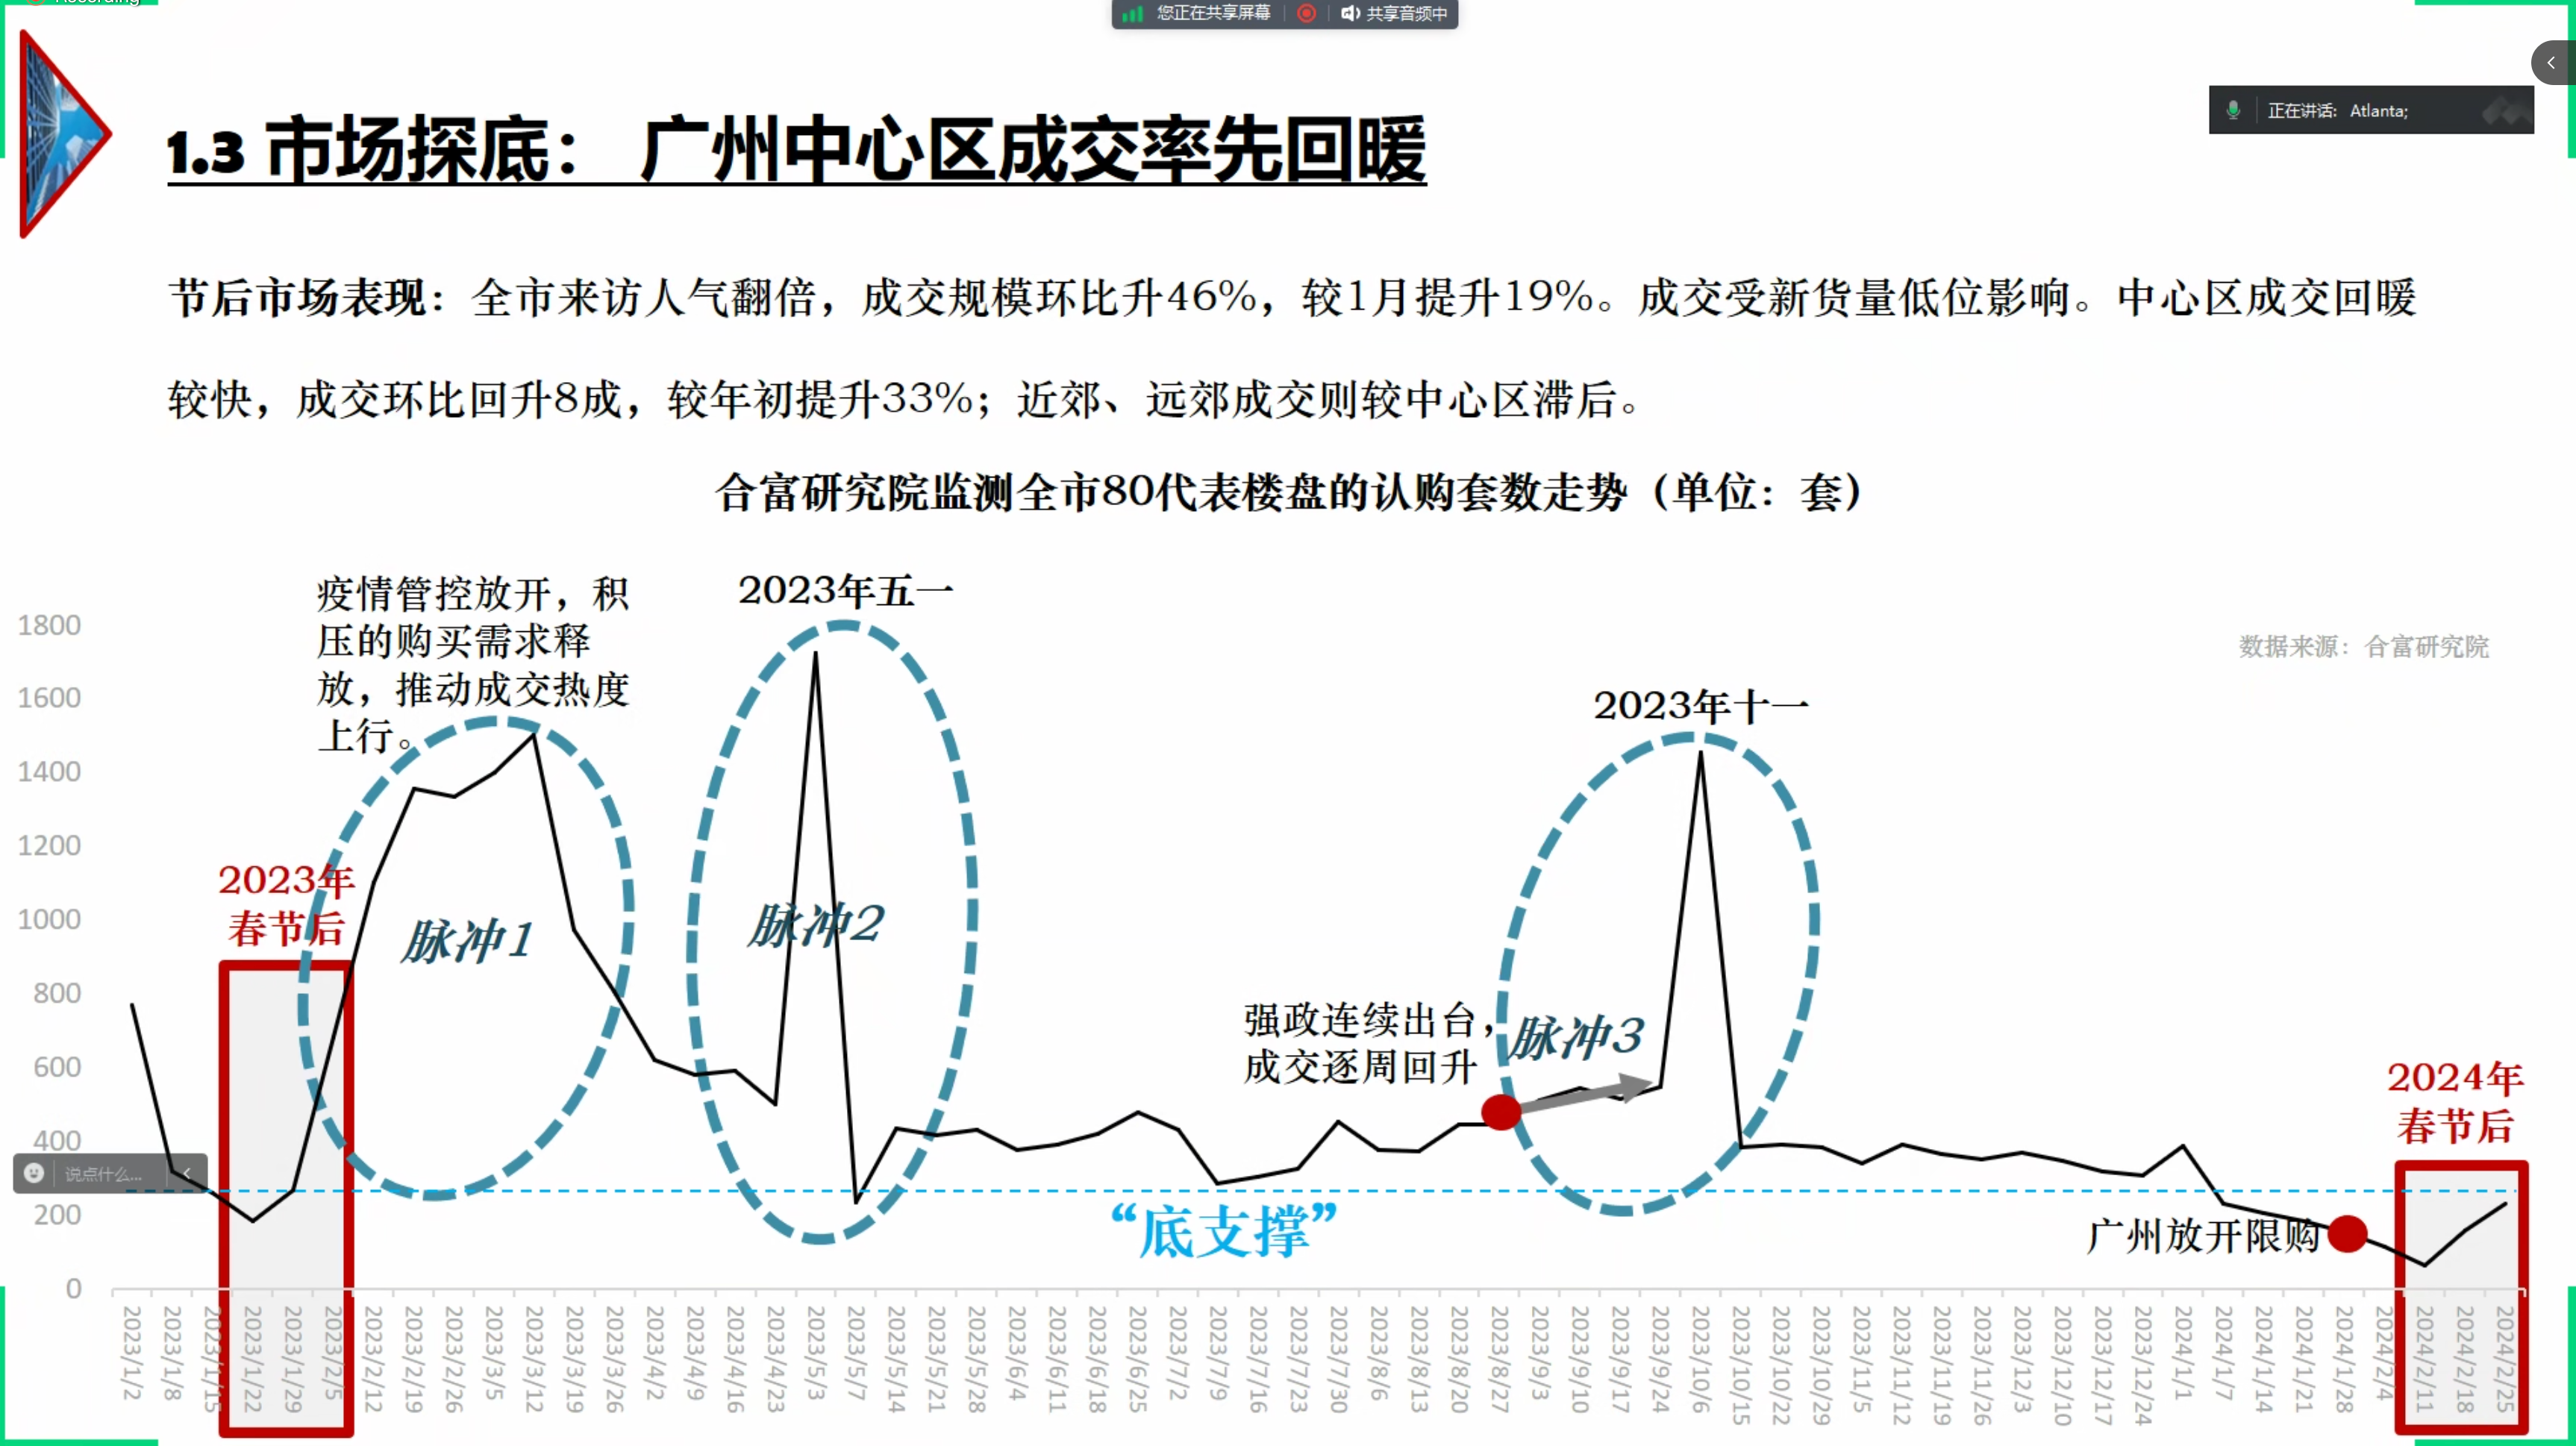 Recording
您正在共享屏幕
共享音频中
正在讲话: Atlanta;
1.3 市场探底： 广州中心区成交率先回暖
节后市场表现：全市来访人气翻倍，成交规模环比升46%，较1月提升19%。成交受新货量低位影响。中心区成交回暖
较快，成交环比回升8成，较年初提升33%；近郊、远郊成交则较中心区滞后。
合富研究院监测全市80代表楼盘的认购套数走势（单位：套）
疫情管控放开，积
压的购买需求释
放，推动成交热度
上行。
2023年五一
数据来源：合富研究院
2023年十一
2023年
春节后
脉冲1
脉冲2
强政连续出台，
成交逐周回升
脉冲3
2024年
春节后
“底支撑”
广州放开限购
说点什么...
1800
1600
1400
1200
1000
800
600
400
200
0
2023/1/2
2023/1/8
2023/1/15
2023/1/22
2023/1/29
2023/2/5
2023/2/12
2023/2/19
2023/2/26
2023/3/5
2023/3/12
2023/3/19
2023/3/26
2023/4/2
2023/4/9
2023/4/16
2023/4/23
2023/5/3
2023/5/7
2023/5/14
2023/5/21
2023/5/28
2023/6/4
2023/6/11
2023/6/18
2023/6/25
2023/7/2
2023/7/9
2023/7/16
2023/7/23
2023/7/30
2023/8/6
2023/8/13
2023/8/20
2023/8/27
2023/9/3
2023/9/10
2023/9/17
2023/9/24
2023/10/6
2023/10/15
2023/10/22
2023/10/29
2023/11/5
2023/11/12
2023/11/19
2023/11/26
2023/12/3
2023/12/10
2023/12/17
2023/12/24
2024/1/1
2024/1/7
2024/1/14
2024/1/21
2024/1/28
2024/2/4
2024/2/11
2024/2/18
2024/2/25